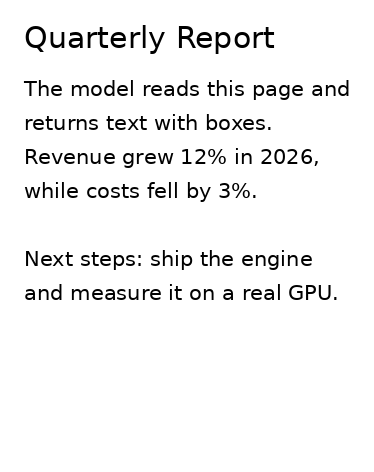 Quarterly Report
The model reads this page and
returns text with boxes.
Revenue grew 12% in 2026,
while costs fell by 3%.
Next steps: ship the engine
and measure it on a real GPU.